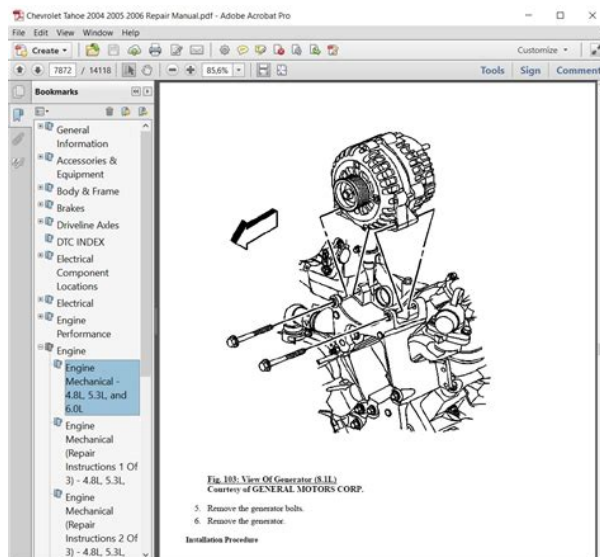 Chevrolet Tahoe 2004 2005 2006 Repair Manual.pdf - Adobe Acrobat Pro
File Edit View Window Help
Create
Customize
7872 / 14118
85,6%
Tools Sign Comment
Bookmarks
General
Information
Accessories &
Equipment
Body & Frame
Brakes
Driveline Axles
DTC INDEX
Electrical
Component
Locations
Electrical
Engine
Performance
Engine
Engine
Mechanical -
4.8L, 5.3L, and
6.0L
Engine
Mechanical
(Repair
Instructions 1 Of
3) - 4.8L, 5.3L,
Engine
Mechanical
(Repair
Instructions 2 Of
3) - 4.8L, 5.3L,
Fig. 103: View Of Generator (8.1L)
Courtesy of GENERAL MOTORS CORP.
5. Remove the generator bolts.
6. Remove the generator.
Installation Procedure